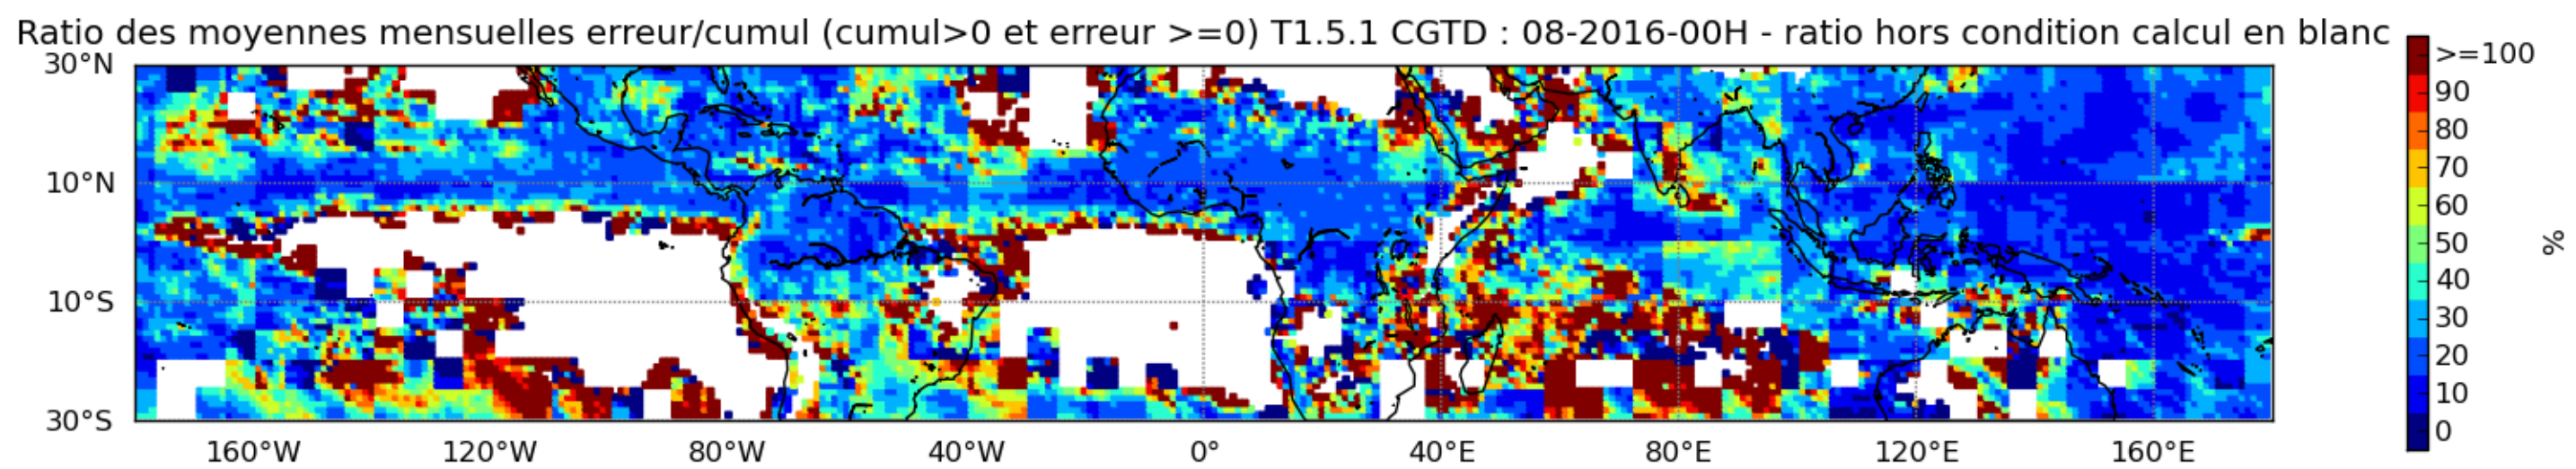 Ratio des moyennes mensuelles erreur/cumul (cumul>0 et erreur >=0) T1.5.1 CGTD : 08-2016-00H - ratio hors condition calcul en blanc
30°N
10°N
10°S
30°S
160°W 120°W 80°W 40°W 0° 40°E 80°E 120°E 160°E
>=100
90
80
70
60
50
40
30
20
10
0
%